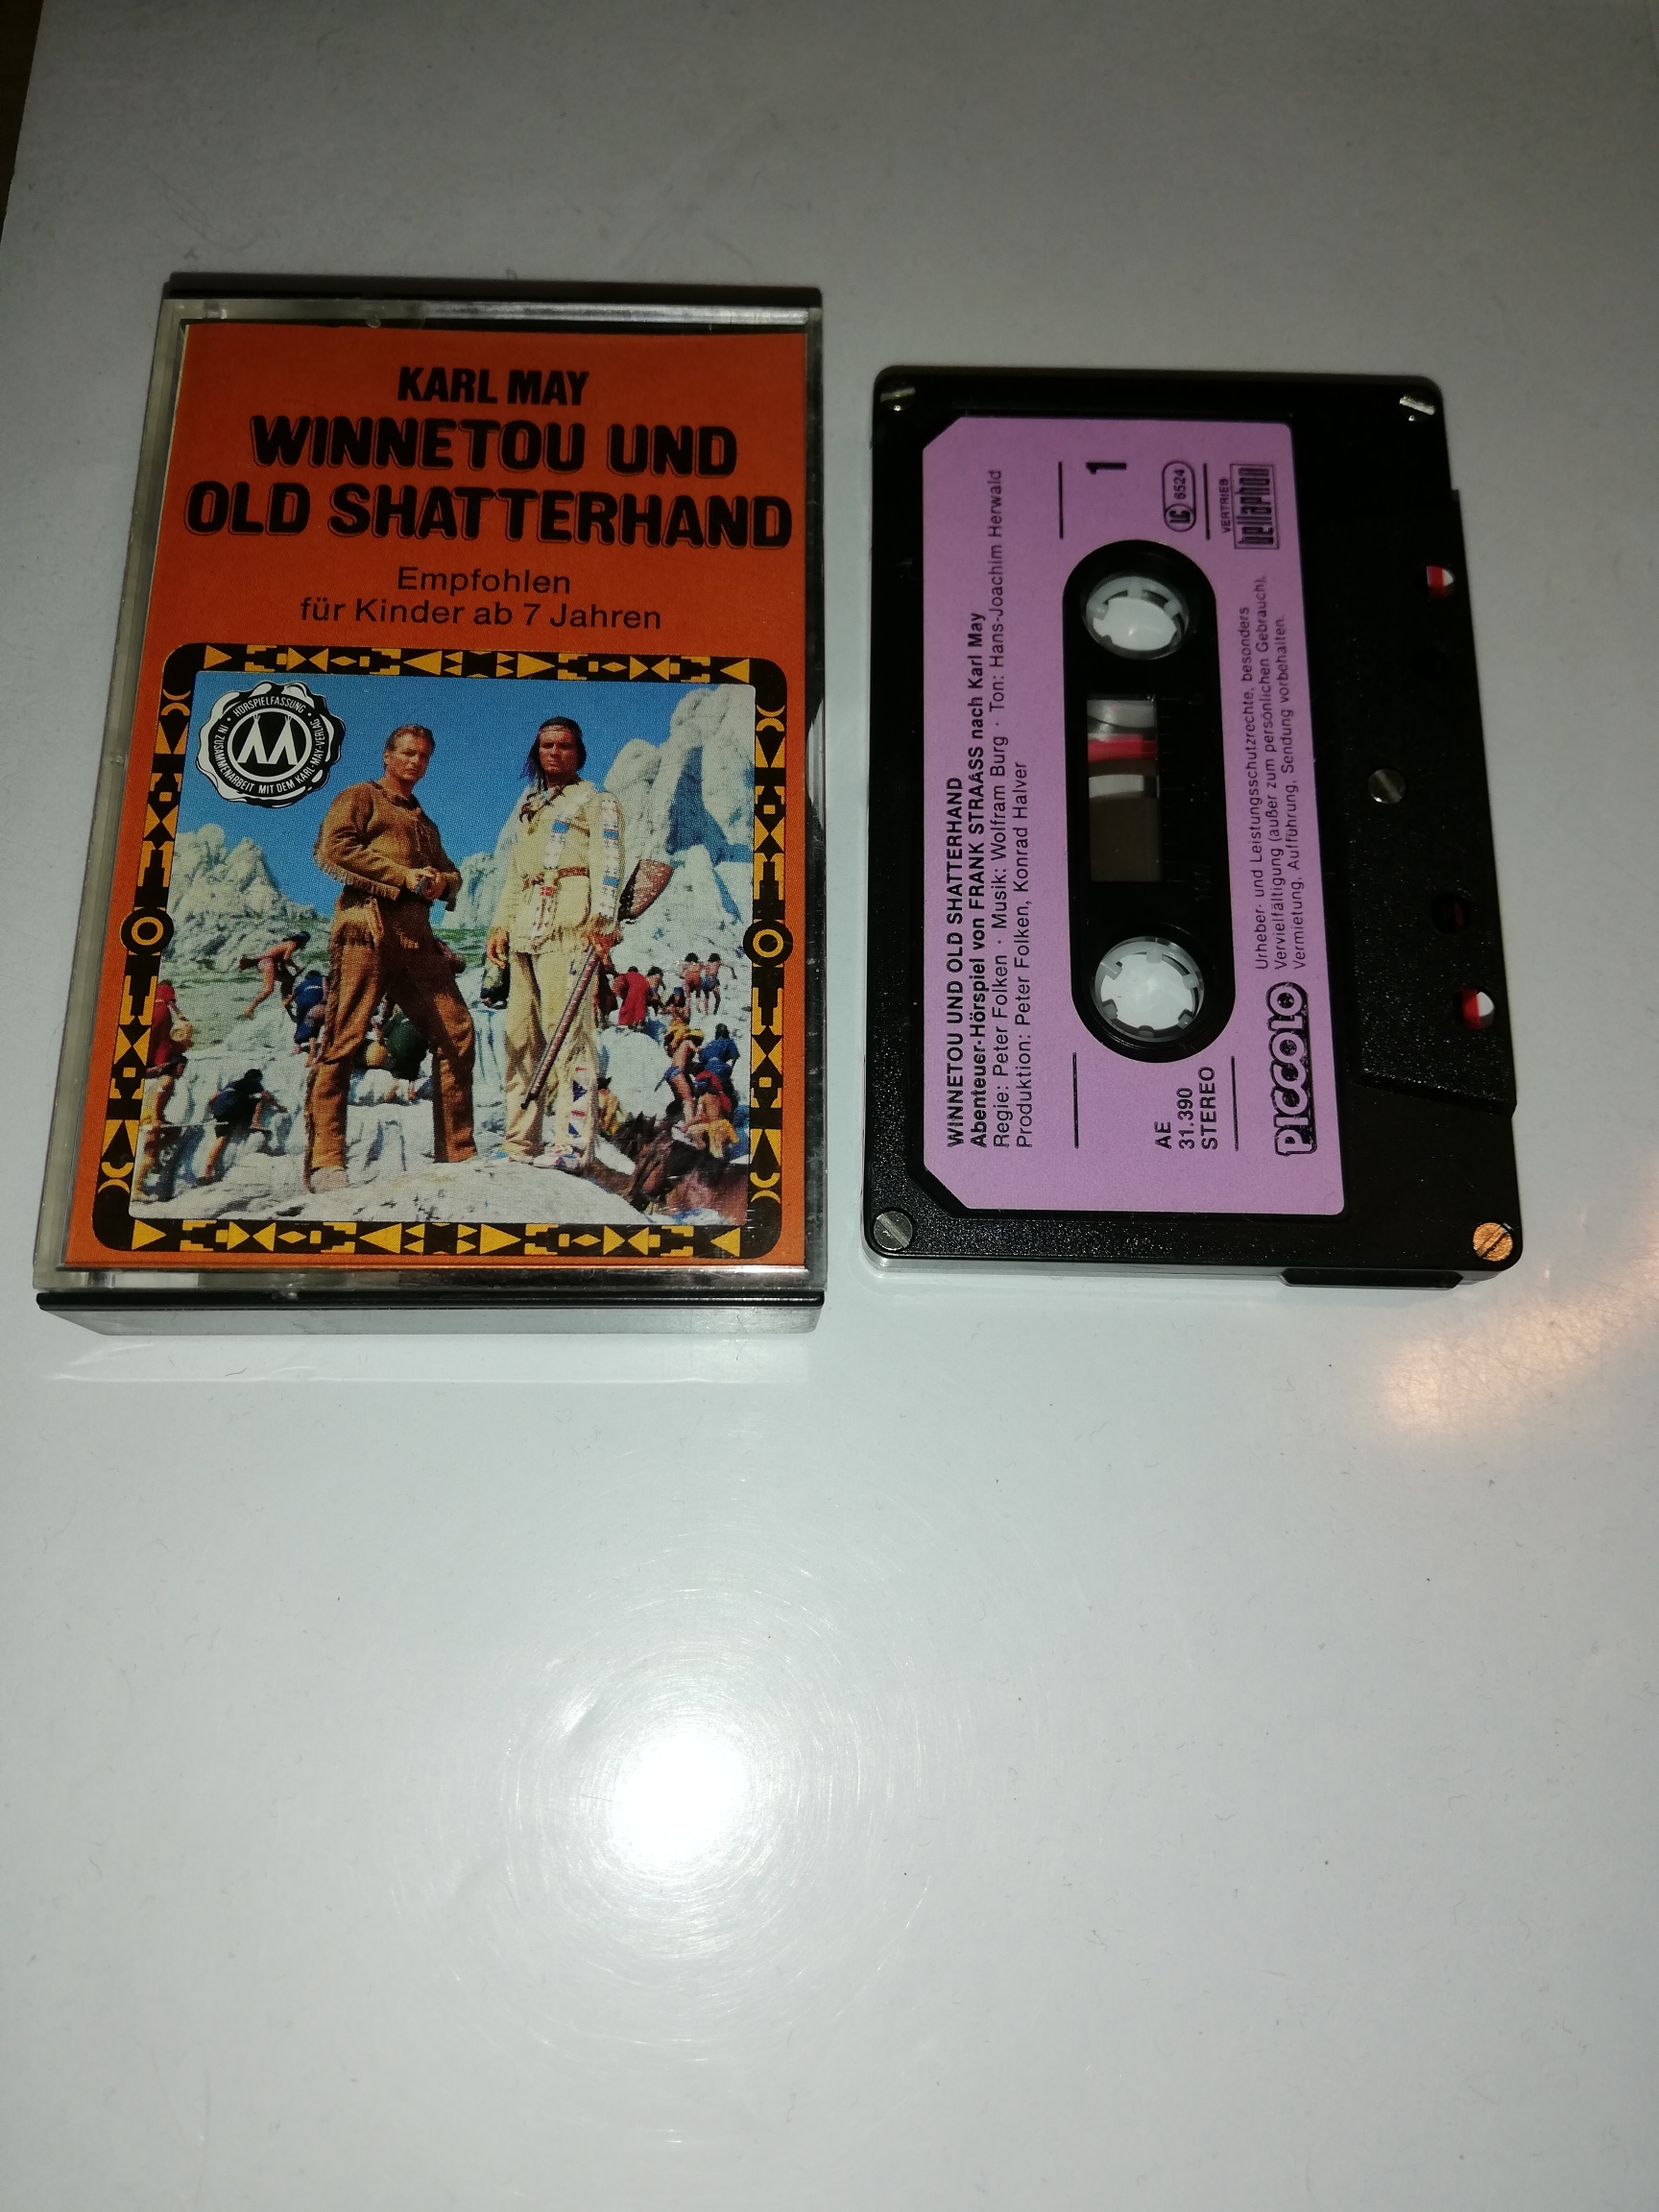 KARL MAY
WINNETOU UND
OLD SHATTERHAND
Empfohlen
für Kinder ab 7 Jahren
HÖRSPIELFASSUNG
IN ZUSAMMENARBEIT MIT DEM KARL-MAY-VERLAG
WINNETOU UND OLD SHATTERHAND
Abenteuer-Hörspiel von FRANK STRAASS nach Karl May
Regie: Peter Folken · Musik: Wolfram Burg · Ton: Hans-Joachim Herwald
Produktion: Peter Folken, Konrad Halver
1
AE
31.390
STEREO
LC 6524
VERTRIEB
bellaphon
PICCOLO
Urheber- und Leistungsschutzrechte, besonders
Vervielfältigung (außer zum persönlichen Gebrauch),
Vermietung, Aufführung, Sendung vorbehalten.